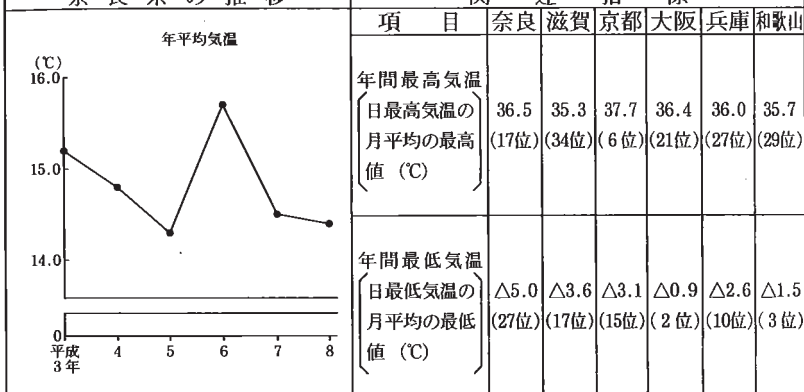 奈良県の推移
関連指標
年平均気温
(℃)
16.0
15.0
14.0
0
平成3年 4 5 6 7 8
項目 奈良 滋賀 京都 大阪 兵庫 和歌山
年間最高気温
日最高気温の 36.5 35.3 37.7 36.4 36.0 35.7
月平均の最高 (17位) (34位) (6位) (21位) (27位) (29位)
値 (℃)
年間最低気温
日最低気温の △5.0 △3.6 △3.1 △0.9 △2.6 △1.5
月平均の最低 (27位) (17位) (15位) (2位) (10位) (3位)
値 (℃)